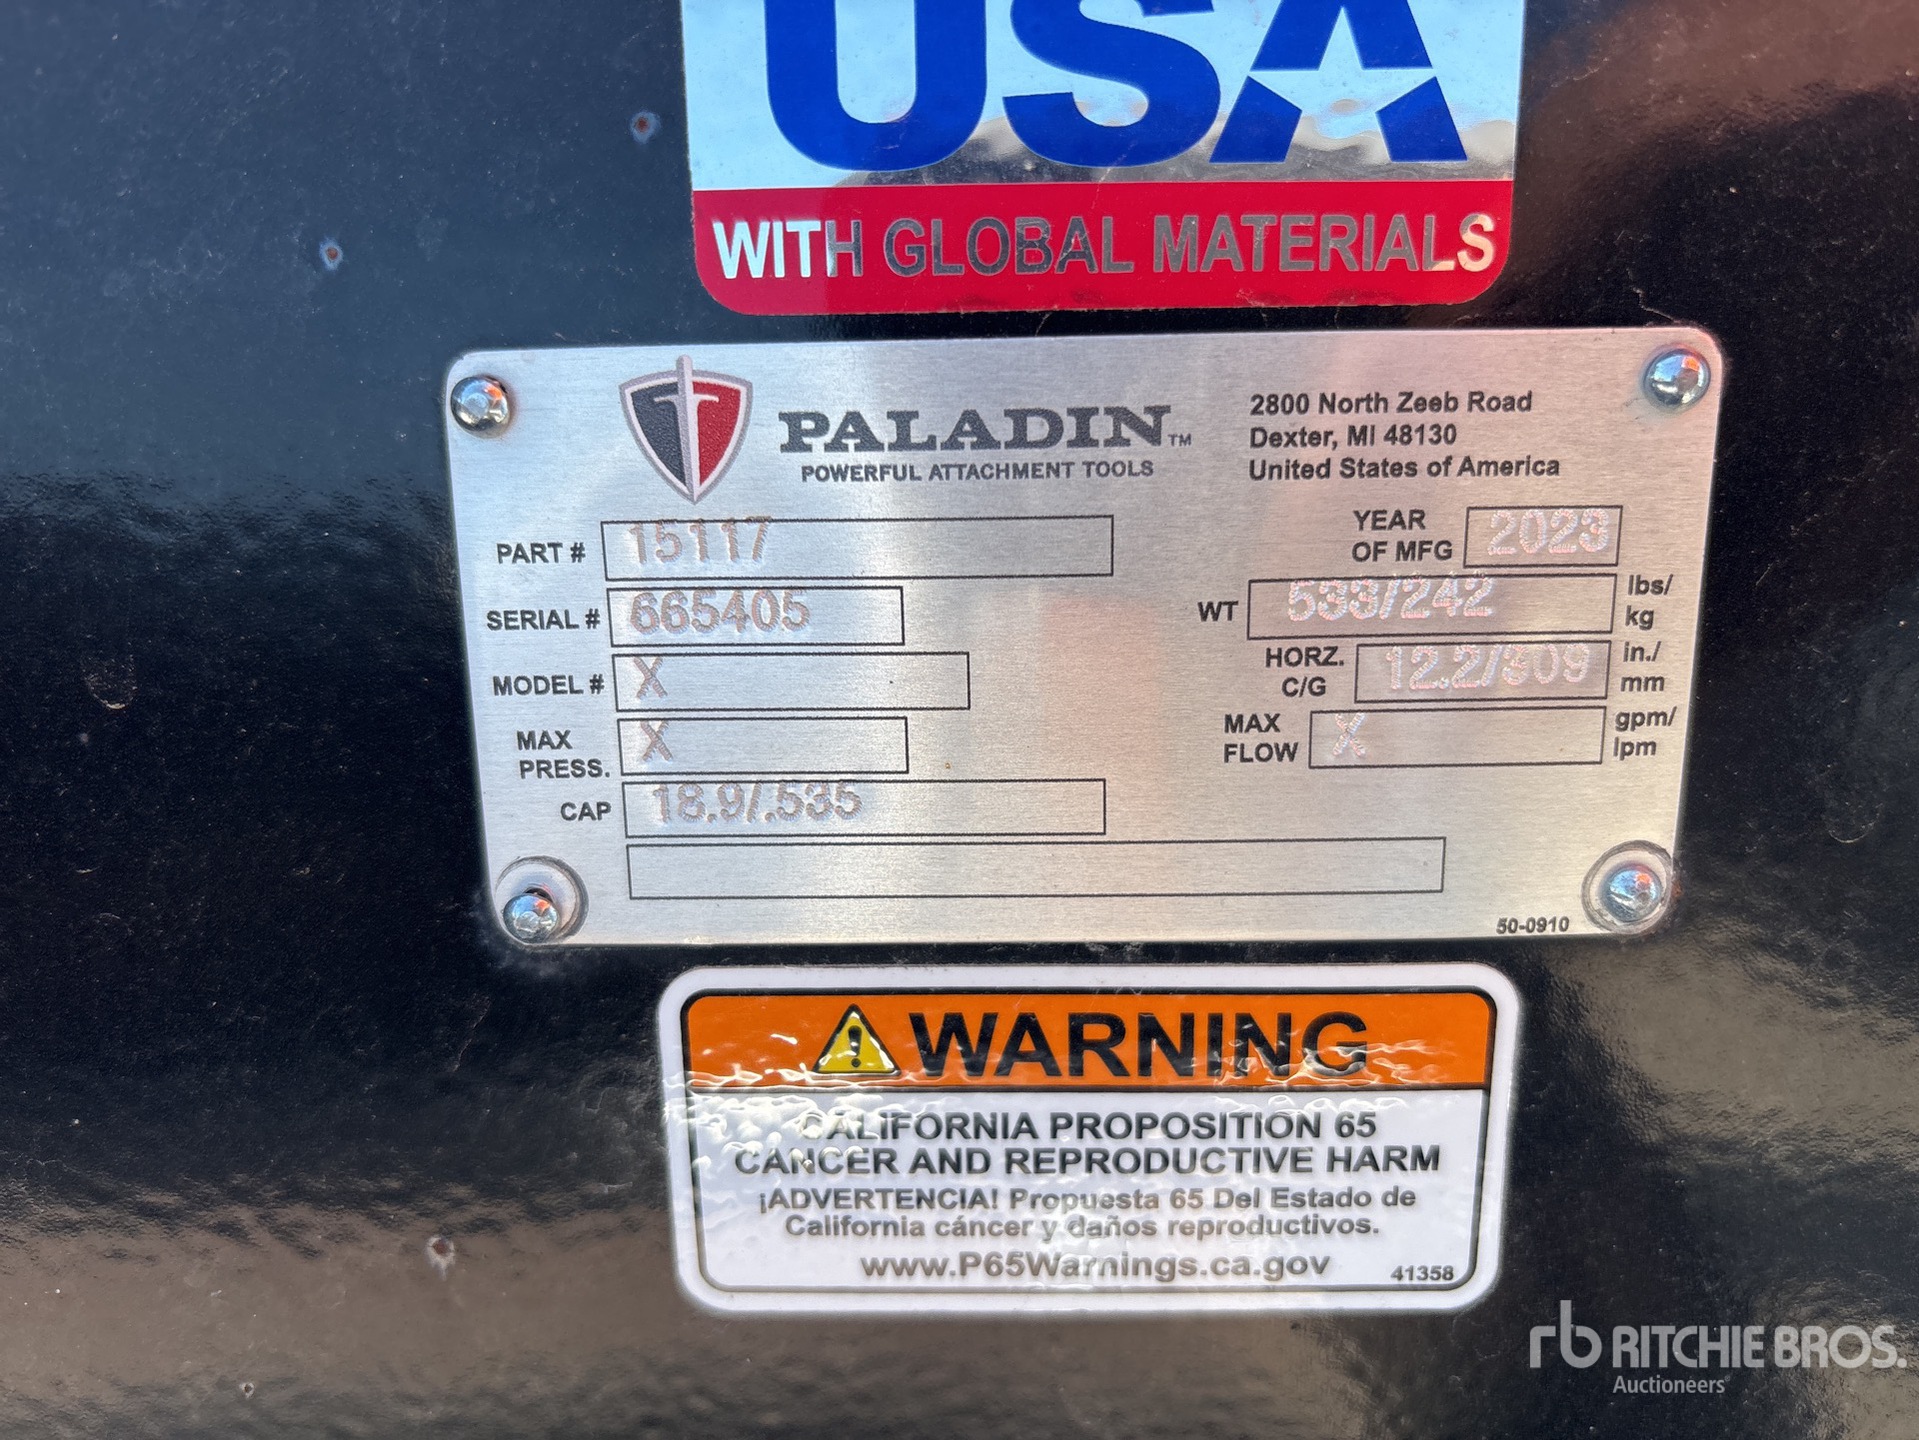 USA
WITH GLOBAL MATERIALS
PALADIN™
POWERFUL ATTACHMENT TOOLS
2800 North Zeeb Road
Dexter, MI 48130
United States of America
PART # 15117
SERIAL # 665405
MODEL # X
MAX PRESS. X
CAP 18.9/.535
YEAR OF MFG 2023
WT 533/242 lbs/ kg
HORZ. C/G 12.2/309 in./ mm
MAX FLOW X gpm/ lpm
50-0910
WARNING
CALIFORNIA PROPOSITION 65
CANCER AND REPRODUCTIVE HARM
¡ADVERTENCIA! Propuesta 65 Del Estado de
California cáncer y daños reproductivos.
www.P65Warnings.ca.gov
41358
rb RITCHIE BROS.
Auctioneers